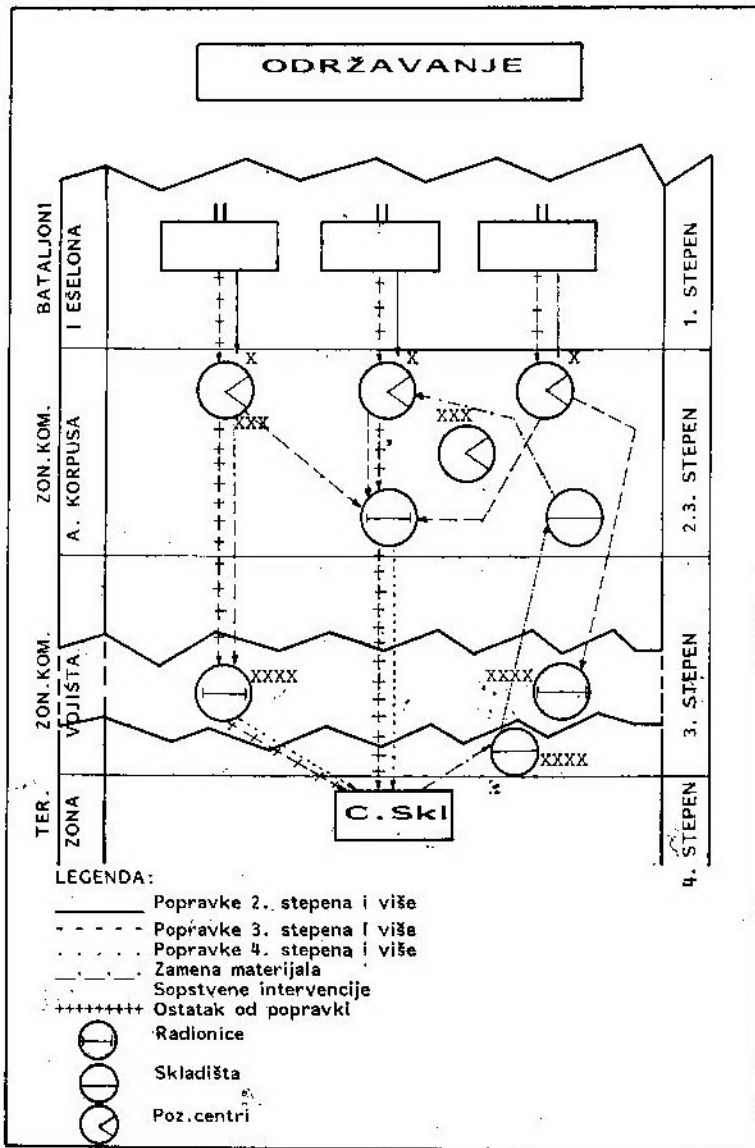 ODRŽAVANJE
BATALJONI
I EŠELONA
1. STEPEN
X
X
X
ZON. KOM.
A. KORPUSA
XXX
XXX
2.3. STEPEN
ZON.KOM.
VOJIŠTA
XXXX
XXXX
XXXX
3. STEPEN
TER.
ZONA
C.Skl
4. STEPEN
LEGENDA:
Popravke 2. stepena i više
Popravke 3. stepena i više
Popravke 4. stepena i više
Zamena materijala
Sopstvene intervencije
Ostatak od popravki
Radionice
Skladišta
Poz.centri